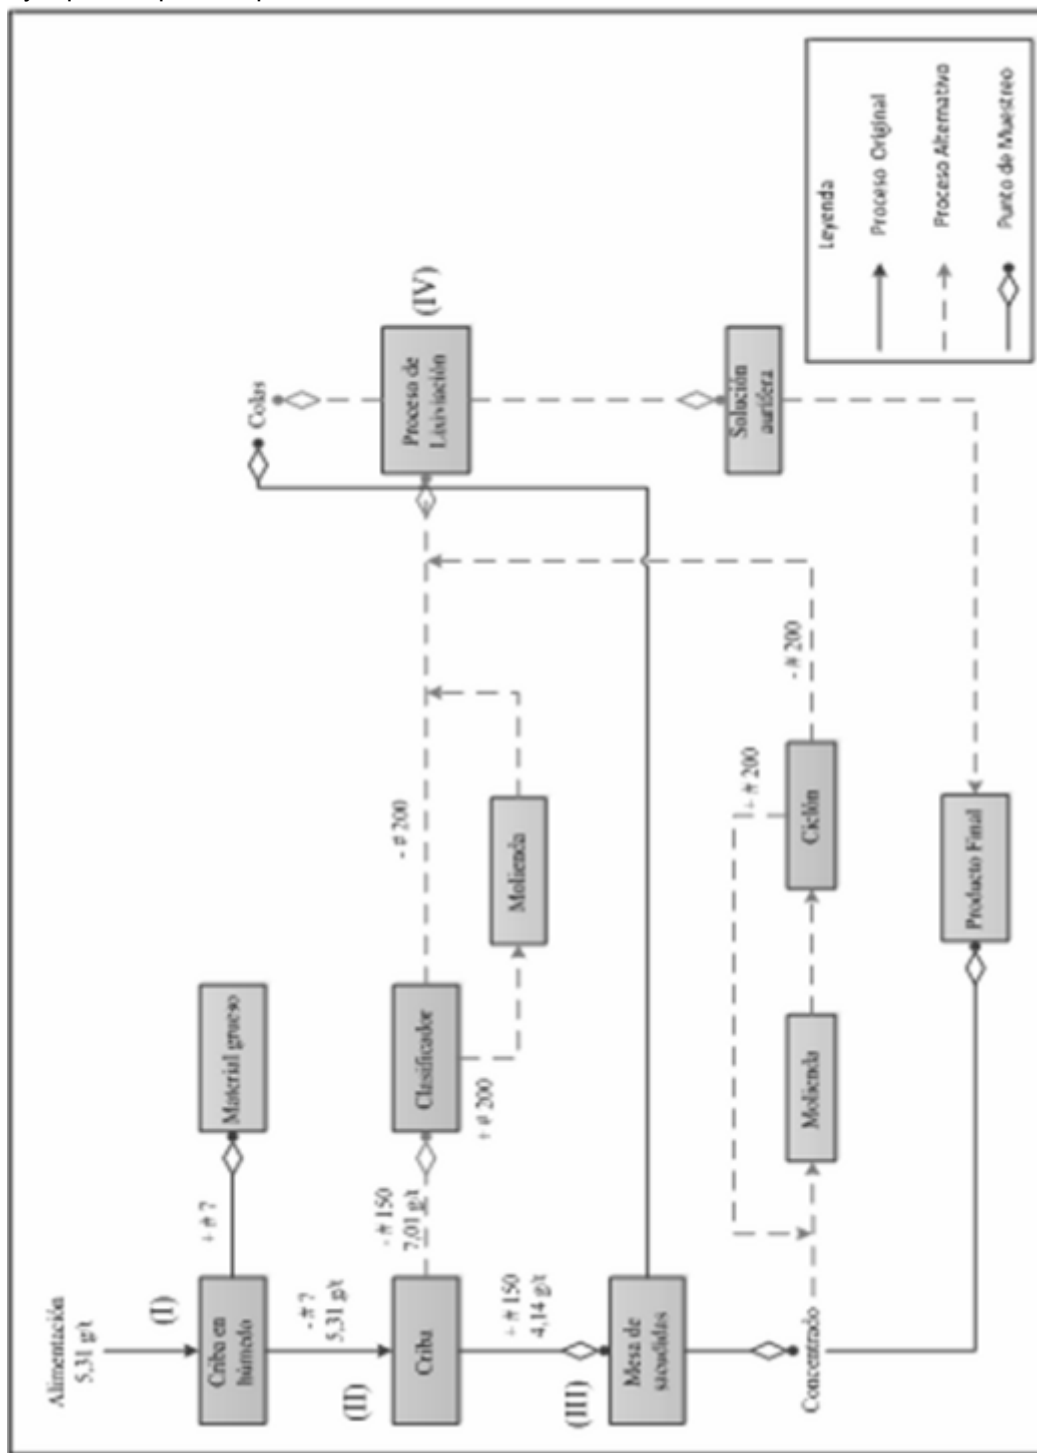 Alimentación
5,31 g/t
(I)
Criba en
húmedo
+ # 7
Material grueso
- # 7
5,31 g/t
(II)
Criba
- # 150
7,01 g/t
Clasificador
+ # 200
Molienda
- # 200
Colas
Proceso de
Lixiviación
(IV)
+ # 150
4,14 g/t
(III)
Mesa de
sacudidas
Concentrado
Molienda
Ciclón
+ # 200
- # 200
Solución
aurífera
Producto Final
Leyenda
Proceso Original
Proceso Alternativo
Punto de Muestreo